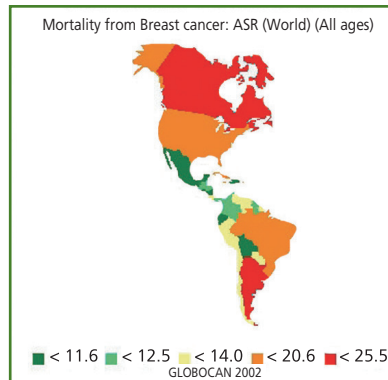 Mortality from Breast cancer: ASR (World) (All ages)
< 11.6 < 12.5 < 14.0 < 20.6 < 25.5
GLOBOCAN 2002